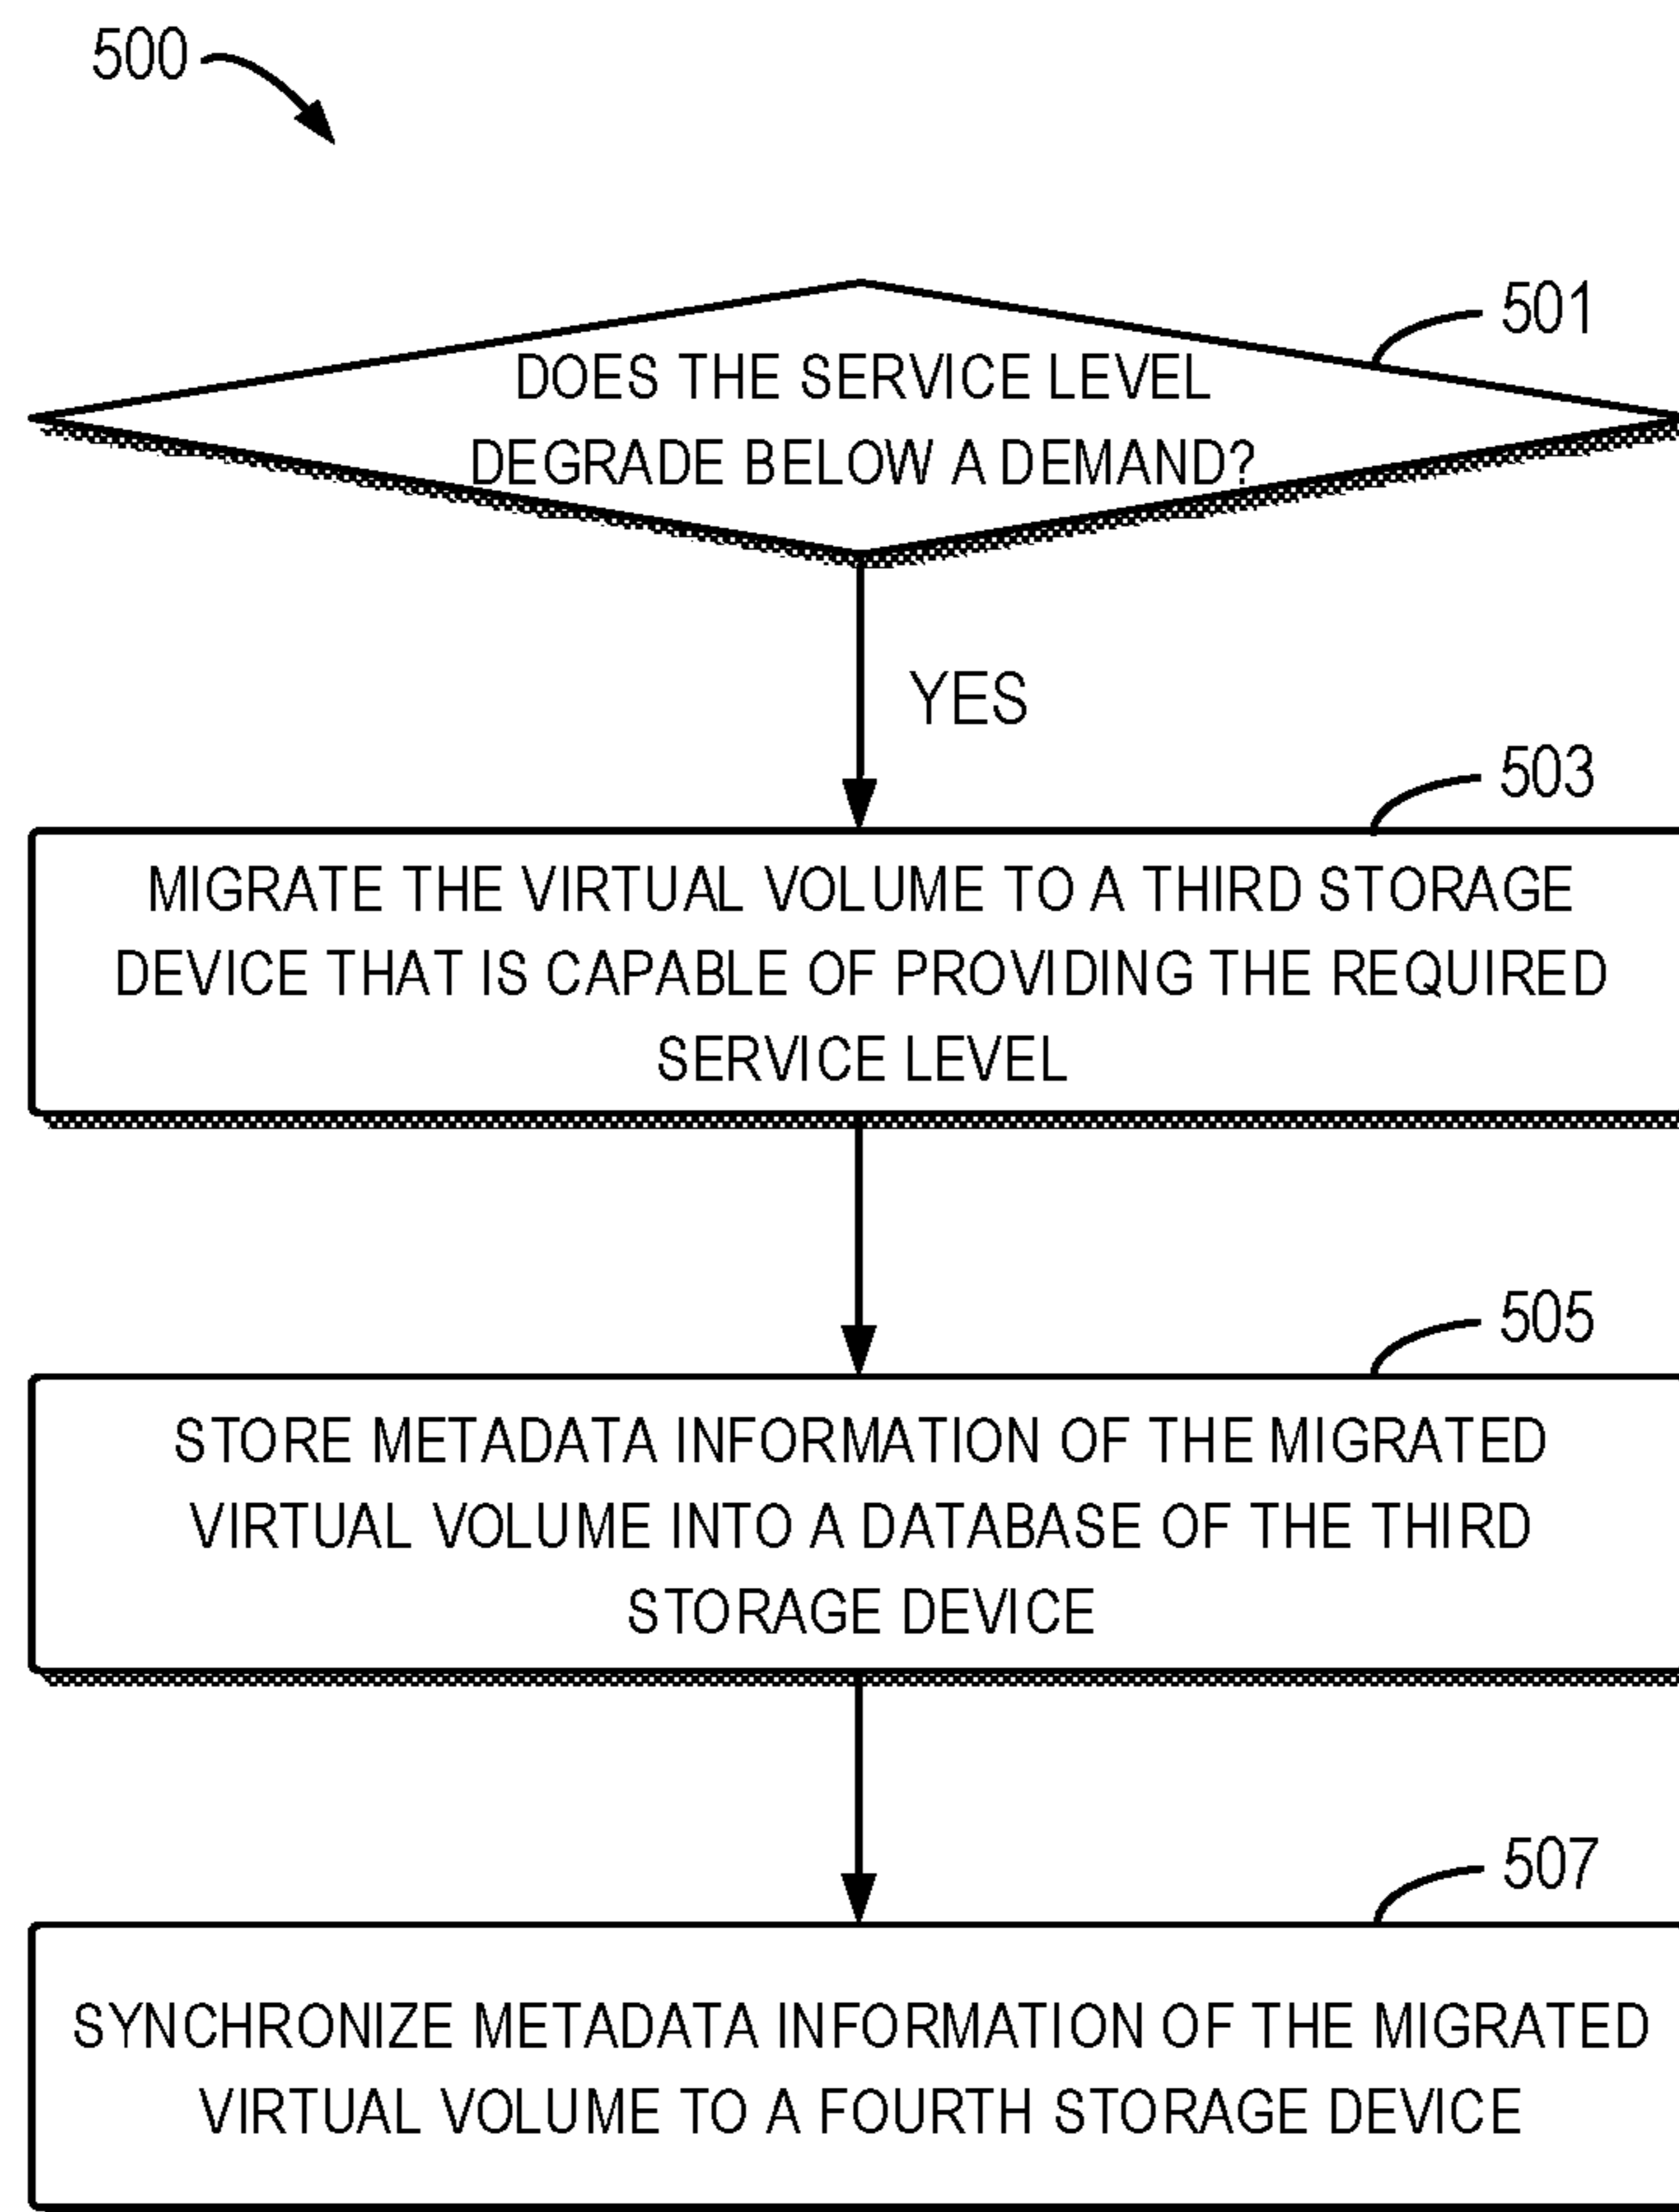 500
501
DOES THE SERVICE LEVEL
DEGRADE BELOW A DEMAND?
YES
503
MIGRATE THE VIRTUAL VOLUME TO A THIRD STORAGE
DEVICE THAT IS CAPABLE OF PROVIDING THE REQUIRED
SERVICE LEVEL
505
STORE METADATA INFORMATION OF THE MIGRATED
VIRTUAL VOLUME INTO A DATABASE OF THE THIRD
STORAGE DEVICE
507
SYNCHRONIZE METADATA INFORMATION OF THE MIGRATED
VIRTUAL VOLUME TO A FOURTH STORAGE DEVICE